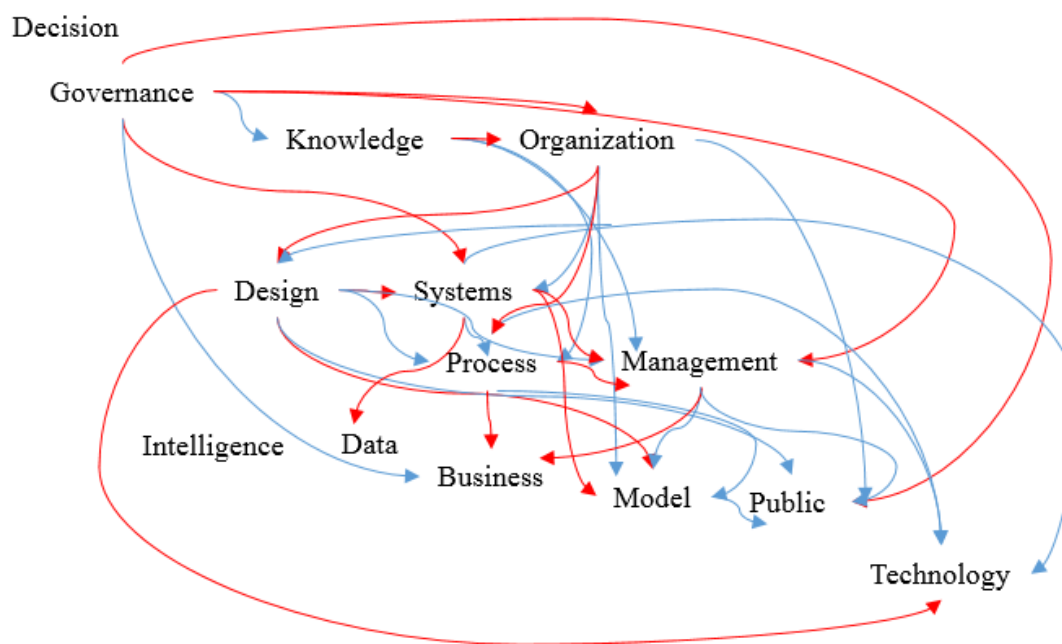 Decision
Governance
Knowledge
Organization
Design
Systems
Process
Management
Intelligence
Data
Business
Model
Public
Technology